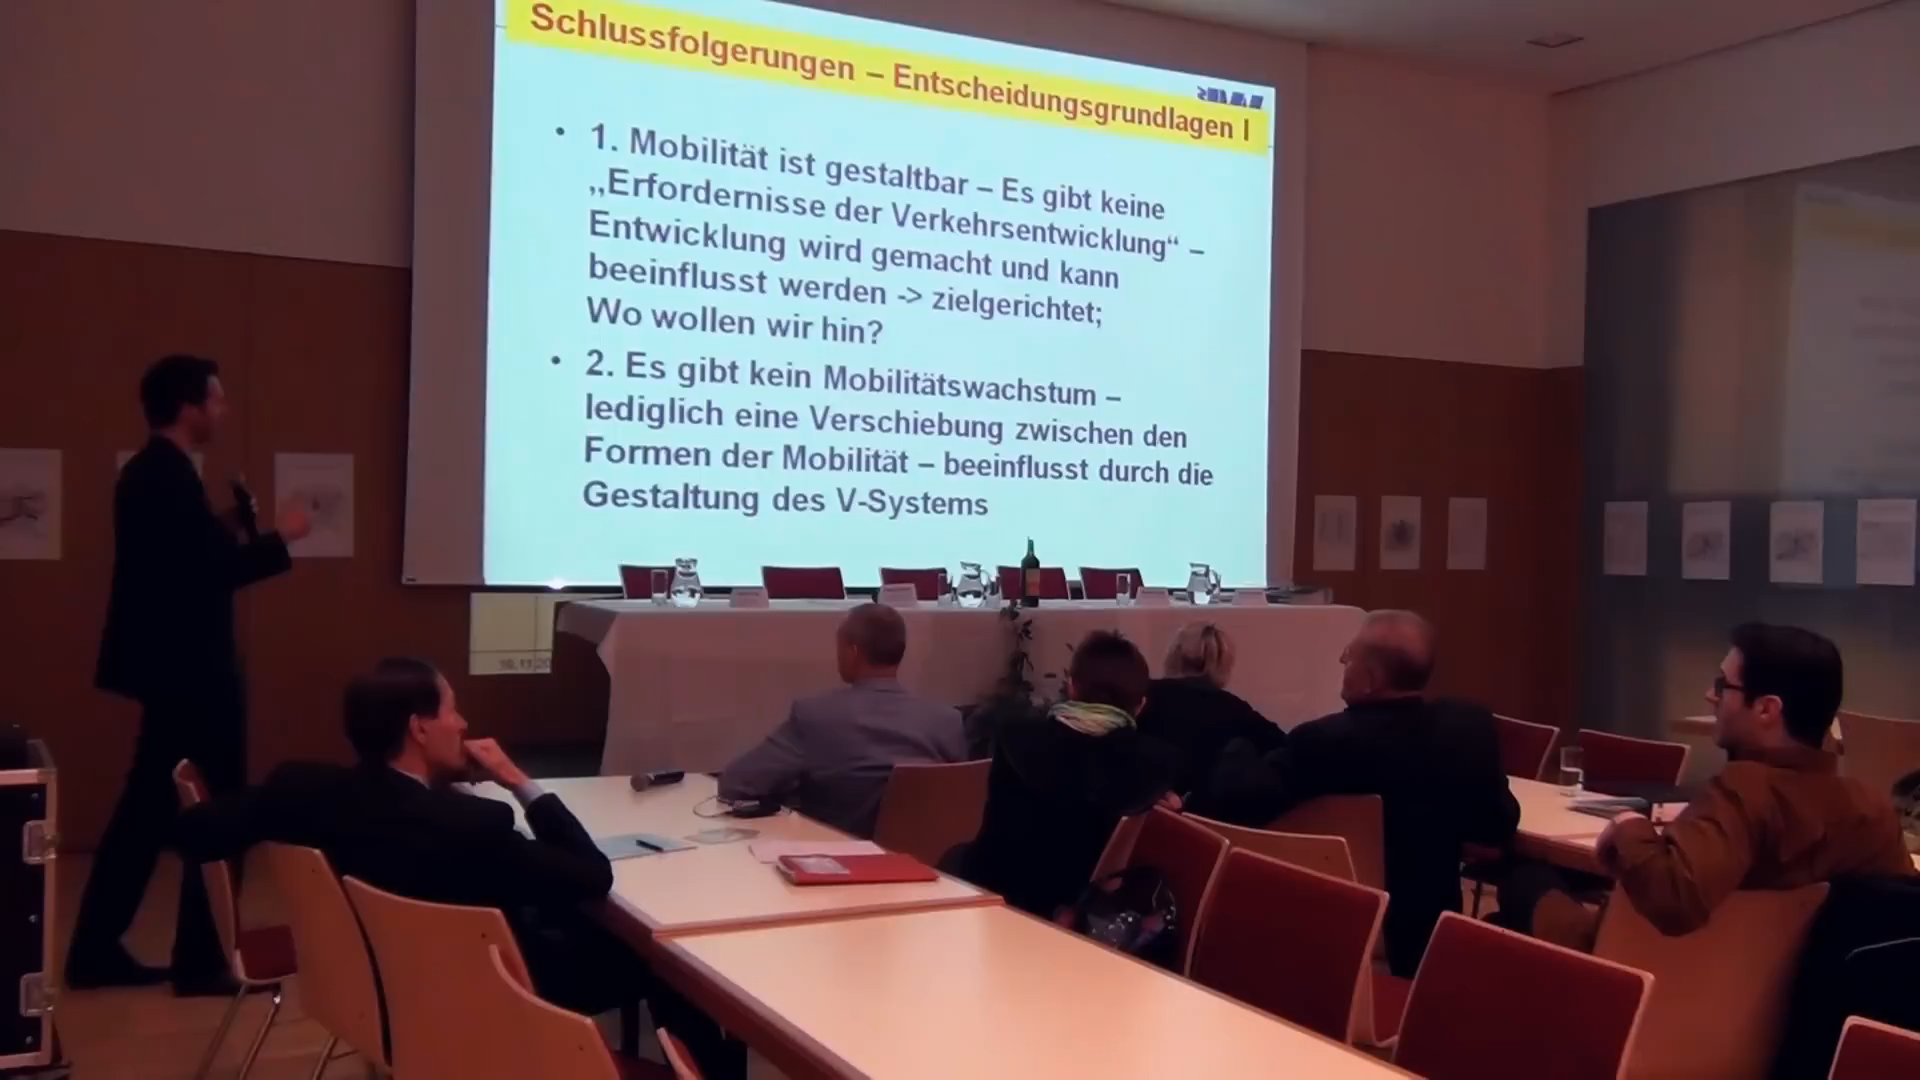 Schlussfolgerungen – Entscheidungsgrundlagen I
• 1. Mobilität ist gestaltbar – Es gibt keine
„Erfordernisse der Verkehrsentwicklung“ –
Entwicklung wird gemacht und kann
beeinflusst werden -> zielgerichtet;
Wo wollen wir hin?
• 2. Es gibt kein Mobilitätswachstum –
lediglich eine Verschiebung zwischen den
Formen der Mobilität – beeinflusst durch die
Gestaltung des V-Systems